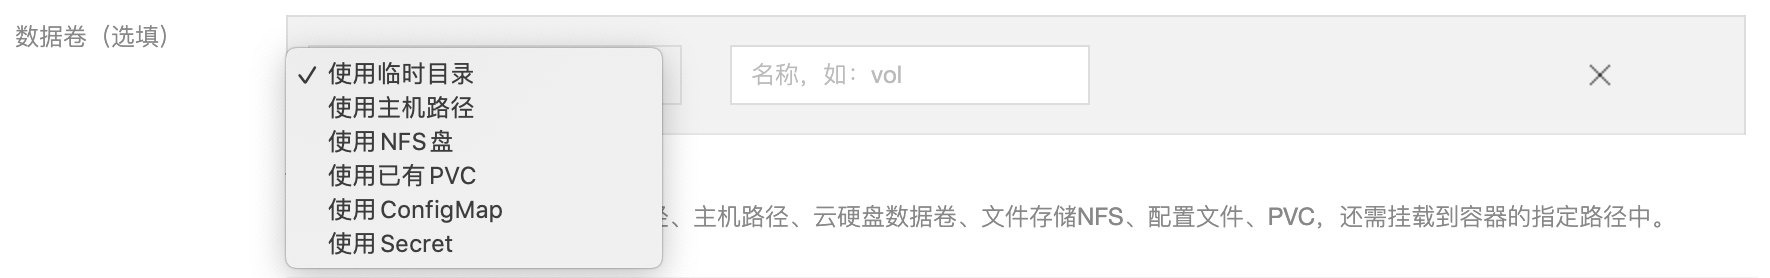 数据卷（选填）
使用临时目录
名称，如：vol
使用主机路径
使用NFS盘
使用已有PVC
使用ConfigMap
使用Secret
、主机路径、云硬盘数据卷、文件存储NFS、配置文件、PVC，还需挂载到容器的指定路径中。